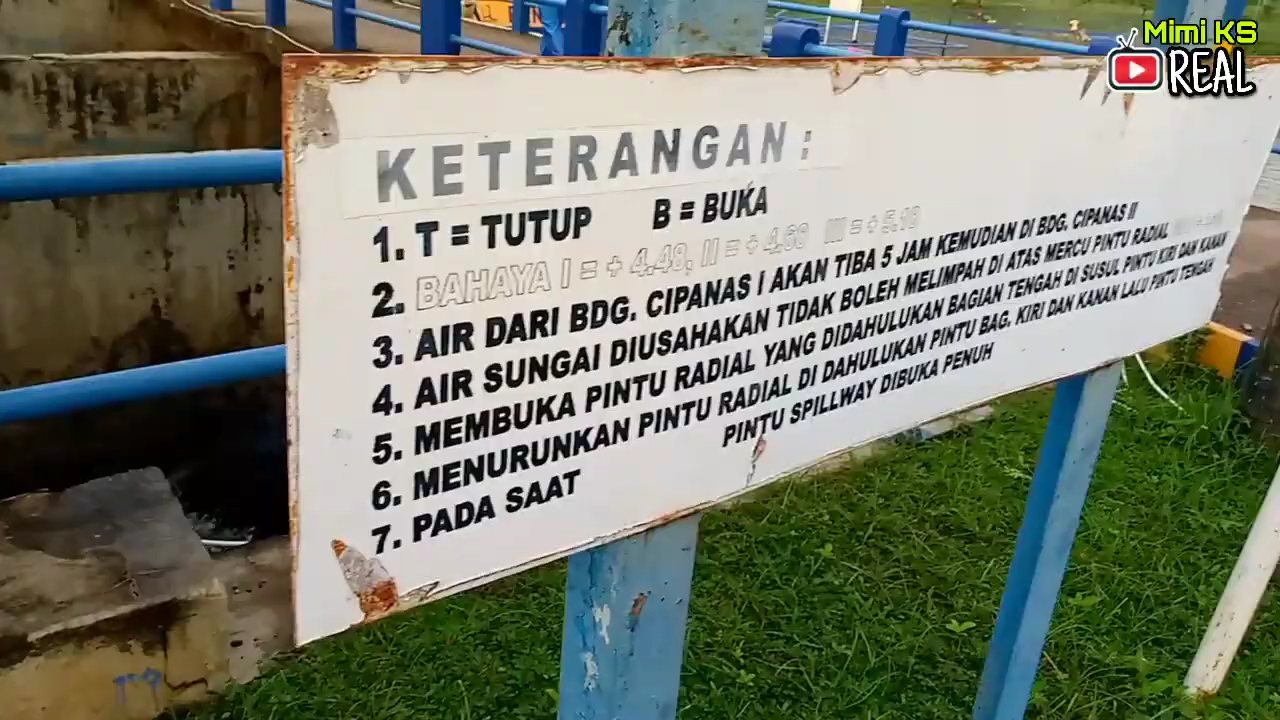 Mimi KS
REAL
KETERANGAN :
1. T = TUTUP B = BUKA
2. BAHAYA I = + 4.48, II = + 4.68 III = + 5.18
3. AIR DARI BDG. CIPANAS I AKAN TIBA 5 JAM KEMUDIAN DI BDG. CIPANAS II
4. AIR SUNGAI DIUSAHAKAN TIDAK BOLEH MELIMPAH DI ATAS MERCU PINTU RADIAL
5. MEMBUKA PINTU RADIAL YANG DIDAHULUKAN BAGIAN TENGAH DI SUSUL PINTU KIRI DAN KANAN
6. MENURUNKAN PINTU RADIAL DI DAHULUKAN PINTU BAG. KIRI DAN KANAN LALU PINTU TENGAH
7. PADA SAAT PINTU SPILLWAY DIBUKA PENUH